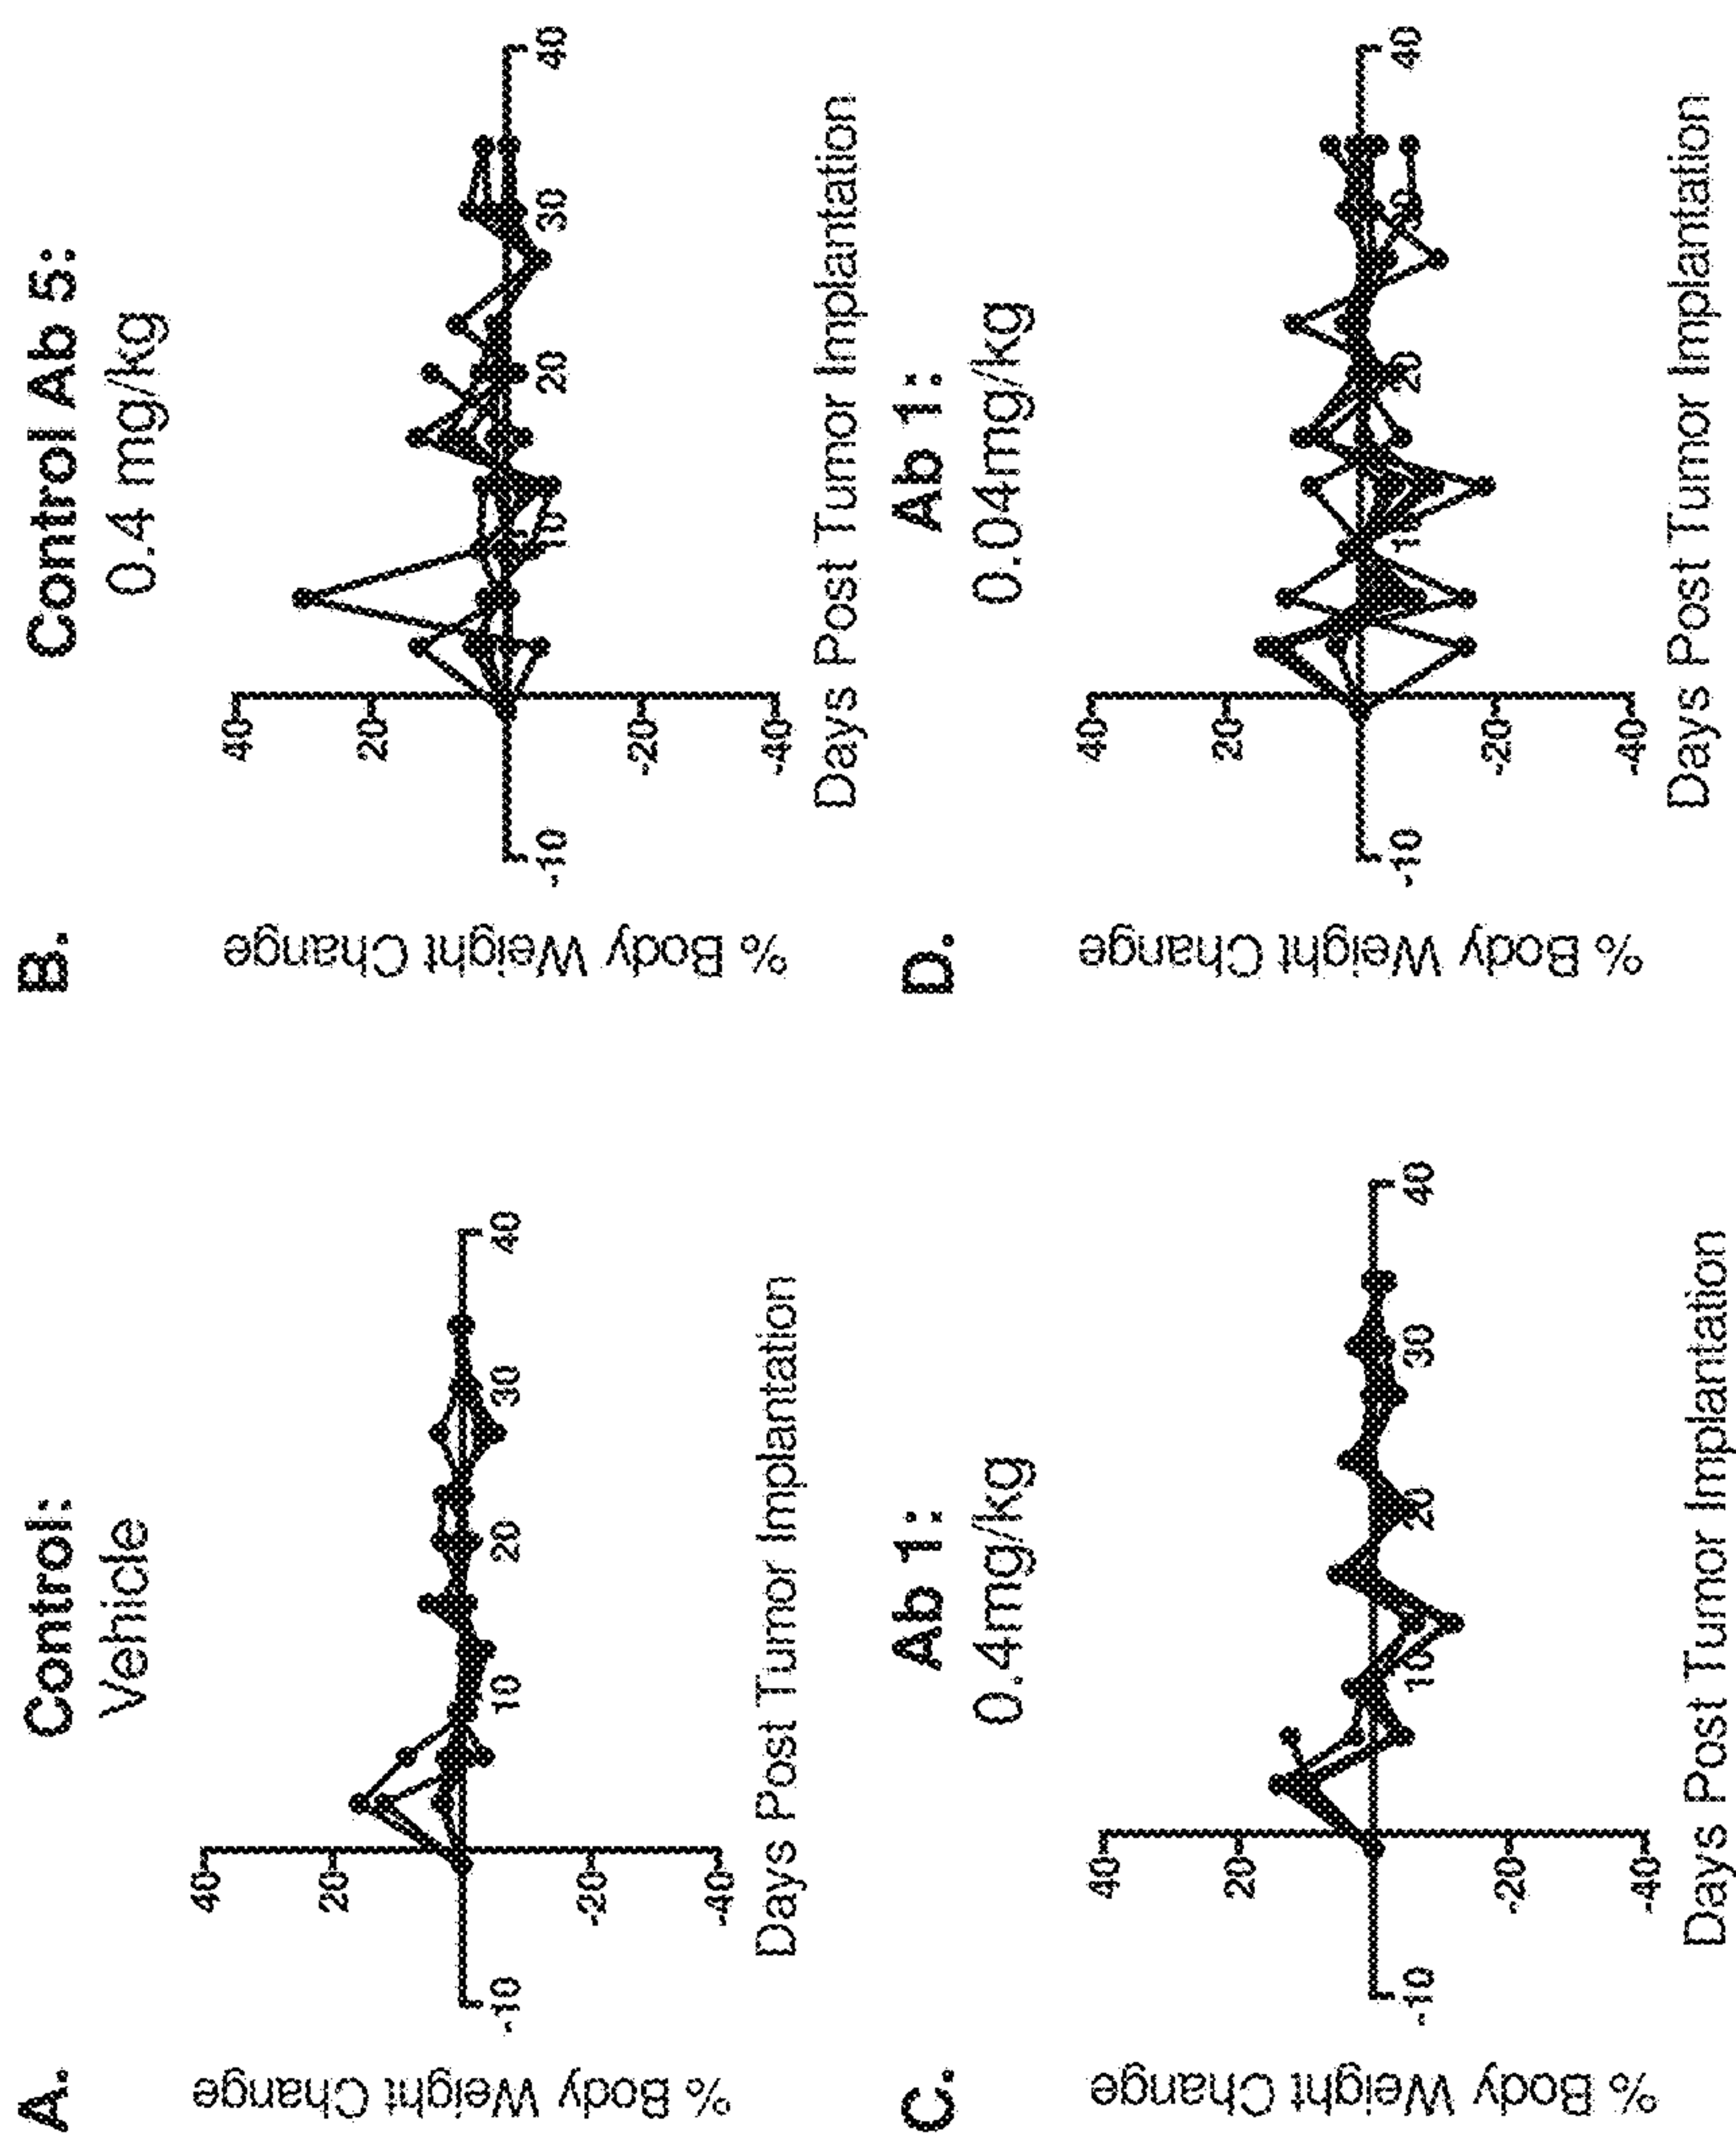 A.
Control:
Vehicle
% Body Weight Change
40
20
-20
-40
-10
10
20
30
40
Days Post Tumor Implantation
B.
Control Ab 5:
0.4 mg/kg
% Body Weight Change
40
20
-20
-40
-10
10
20
30
40
Days Post Tumor Implantation
C.
Ab 1:
0.4mg/kg
% Body Weight Change
40
20
-20
-40
-10
10
20
30
40
Days Post Tumor Implantation
D.
Ab 1:
0.04mg/kg
% Body Weight Change
40
20
-20
-40
-10
10
20
30
40
Days Post Tumor Implantation